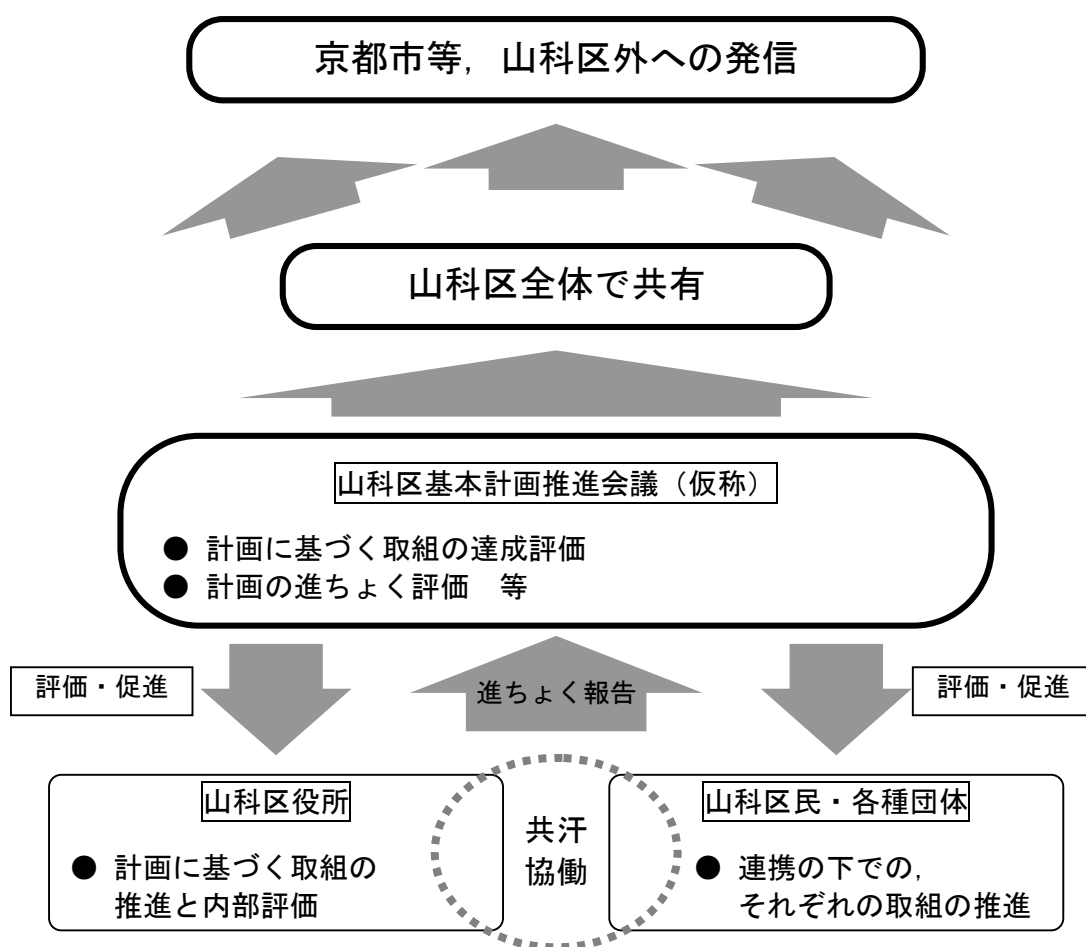 京都市等，山科区外への発信
山科区全体で共有
山科区基本計画推進会議（仮称）
● 計画に基づく取組の達成評価
● 計画の進ちょく評価　等
評価・促進
進ちょく報告
評価・促進
山科区役所
● 計画に基づく取組の
推進と内部評価
共汗
協働
山科区民・各種団体
● 連携の下での，
それぞれの取組の推進